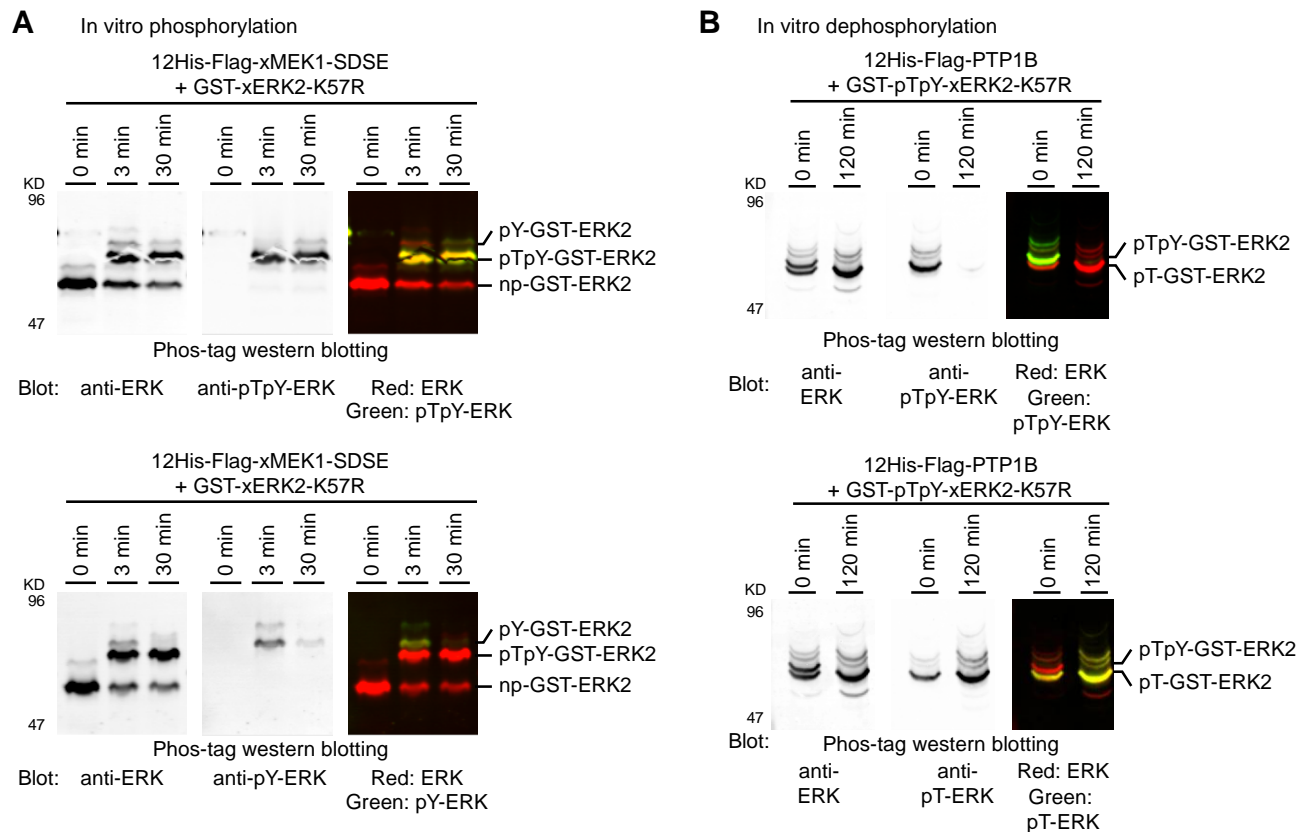 A In vitro phosphorylation
12His-Flag-xMEK1-SDSE
+ GST-xERK2-K57R
0 min 3 min 30 min 0 min 3 min 30 min 0 min 3 min 30 min
KD
96
pY-GST-ERK2
pTpY-GST-ERK2
np-GST-ERK2
47
Phos-tag western blotting
Blot: anti-ERK anti-pTpY-ERK Red: ERK
Green: pTpY-ERK
12His-Flag-xMEK1-SDSE
+ GST-xERK2-K57R
0 min 3 min 30 min 0 min 3 min 30 min 0 min 3 min 30 min
KD
96
pY-GST-ERK2
pTpY-GST-ERK2
np-GST-ERK2
47
Phos-tag western blotting
Blot: anti-ERK anti-pY-ERK Red: ERK
Green: pY-ERK
B In vitro dephosphorylation
12His-Flag-PTP1B
+ GST-pTpY-xERK2-K57R
0 min 120 min 0 min 120 min 0 min 120 min
KD
96
pTpY-GST-ERK2
pT-GST-ERK2
47
Phos-tag western blotting
Blot: anti- anti- Red: ERK
ERK pTpY-ERK Green:
pTpY-ERK
12His-Flag-PTP1B
+ GST-pTpY-xERK2-K57R
0 min 120 min 0 min 120 min 0 min 120 min
KD
96
pTpY-GST-ERK2
pT-GST-ERK2
47
Blot: Phos-tag western blotting
anti- anti- Red: ERK
ERK pT-ERK Green:
pT-ERK